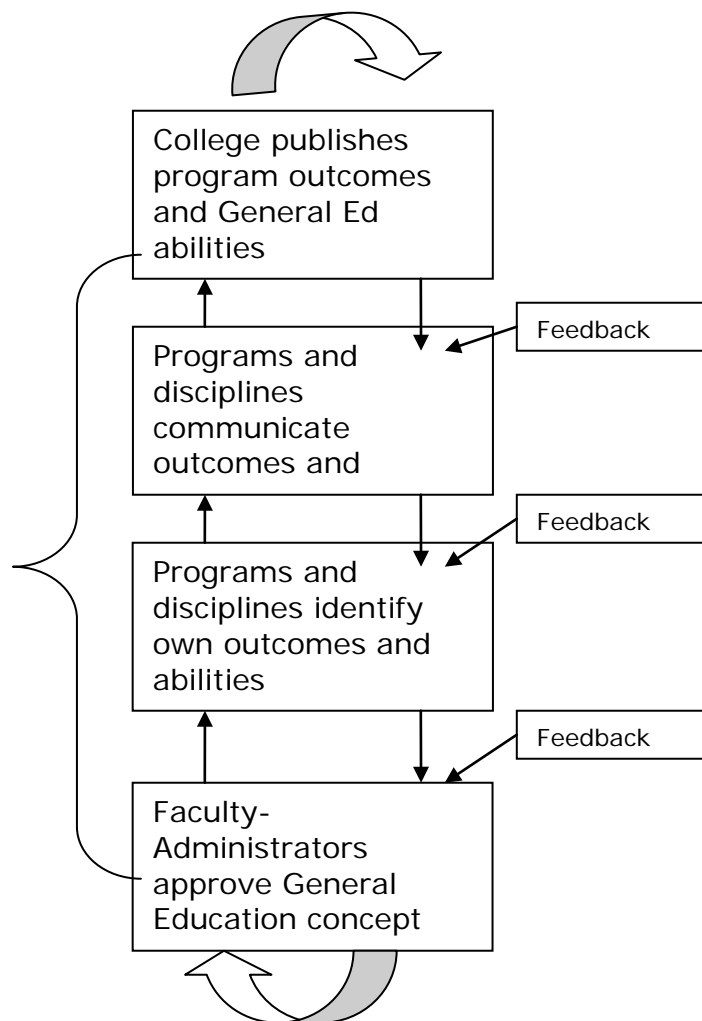 College publishes
program outcomes
and General Ed
abilities
Feedback
Programs and
disciplines
communicate
outcomes and
Feedback
Programs and
disciplines identify
own outcomes and
abilities
Feedback
Faculty-
Administrators
approve General
Education concept